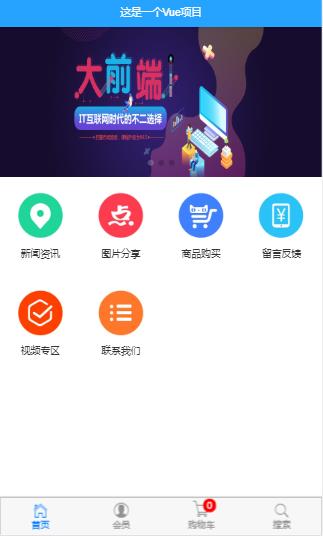 这是一个Vue项目
大前端
IT互联网时代的不二选择
新闻资讯
图片分享
商品购买
留言反馈
视频专区
联系我们
0
首页
会员
购物车
搜索